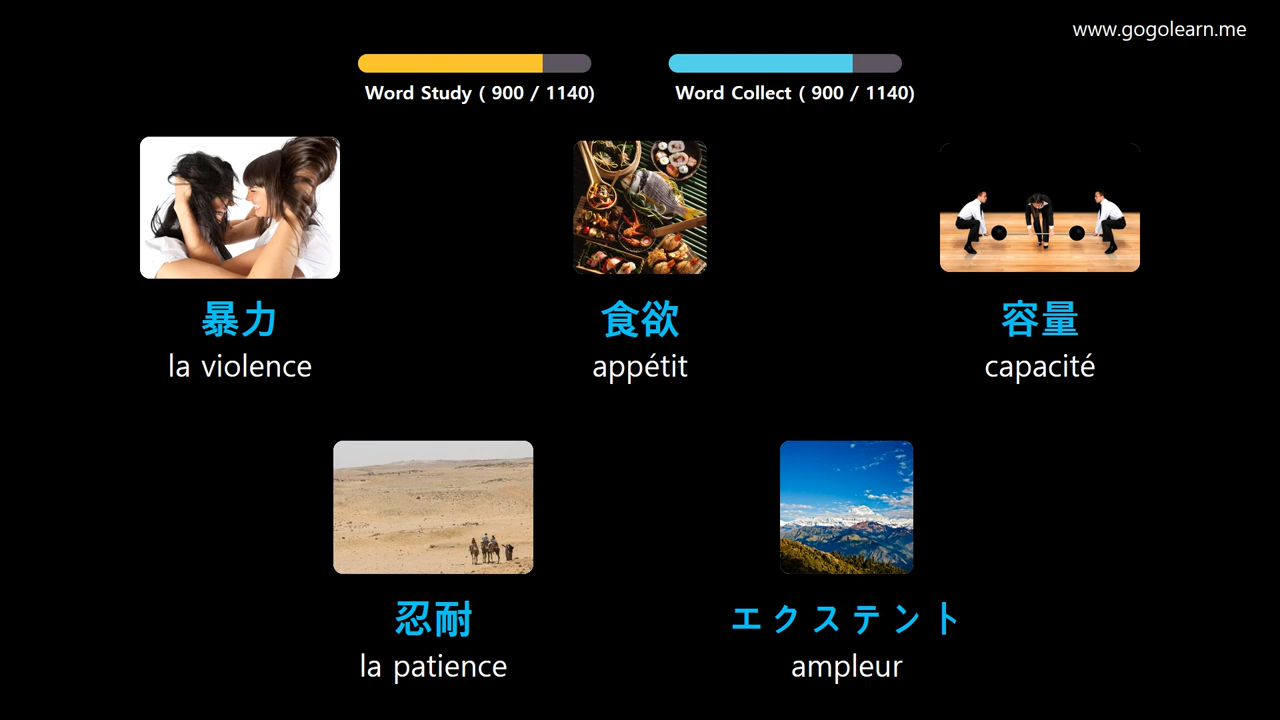 www.gogolearn.me
Word Study ( 900 / 1140)
Word Collect ( 900 / 1140)
暴力
la violence
食欲
appétit
容量
capacité
忍耐
la patience
エクステント
ampleur